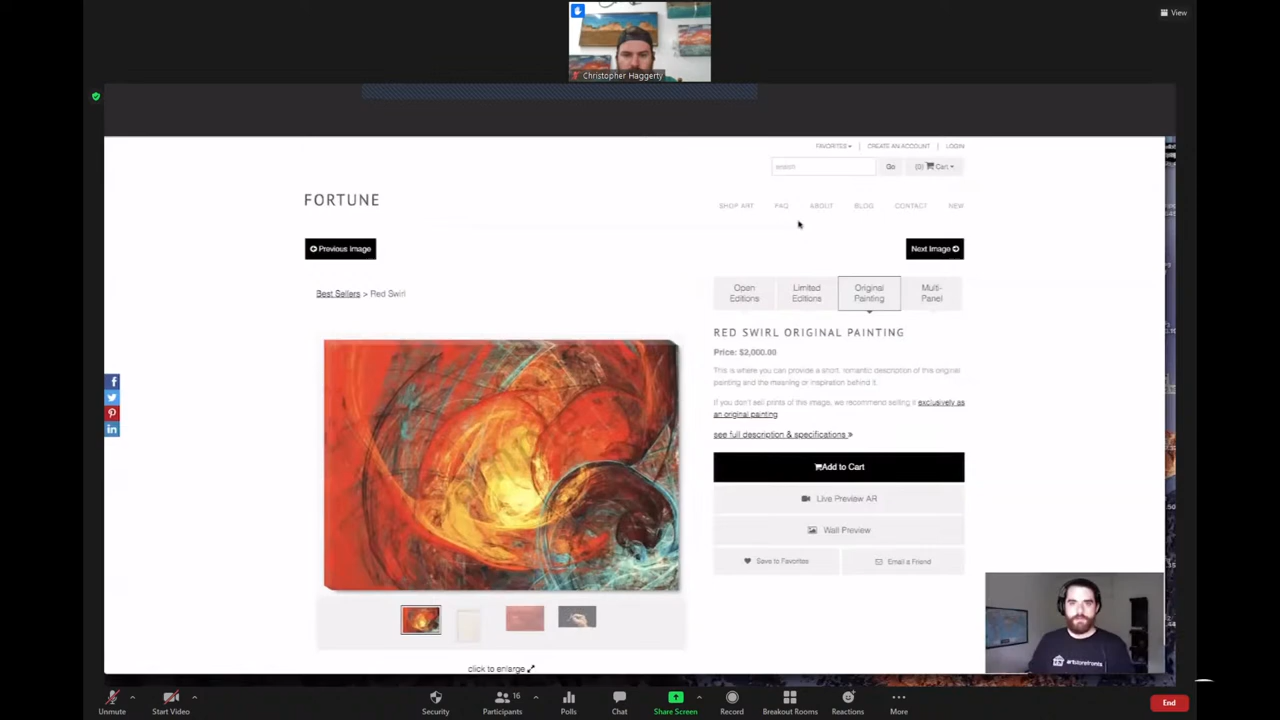 View
Christopher Haggerty
FAVORITES | CREATE AN ACCOUNT | LOGIN
search Go (0) Cart
FORTUNE
SHOP ART FAQ ABOUT BLOG CONTACT NEW
Previous Image
Next Image
Best Sellers > Red Swirl
Open Editions
Limited Editions
Original Painting
Multi-Panel
RED SWIRL ORIGINAL PAINTING
Price: $2,000.00
This is where you can provide a short, romantic description of this original
painting and the meaning or inspiration behind it.
If you don't sell prints of this image, we recommend selling it exclusively as
an original painting
see full description & specifications »
Add to Cart
Live Preview AR
Wall Preview
Save to Favorites
Email a Friend
click to enlarge
artstorefronts
16
Unmute Start Video Security Participants Polls Chat Share Screen Record Breakout Rooms Reactions More End